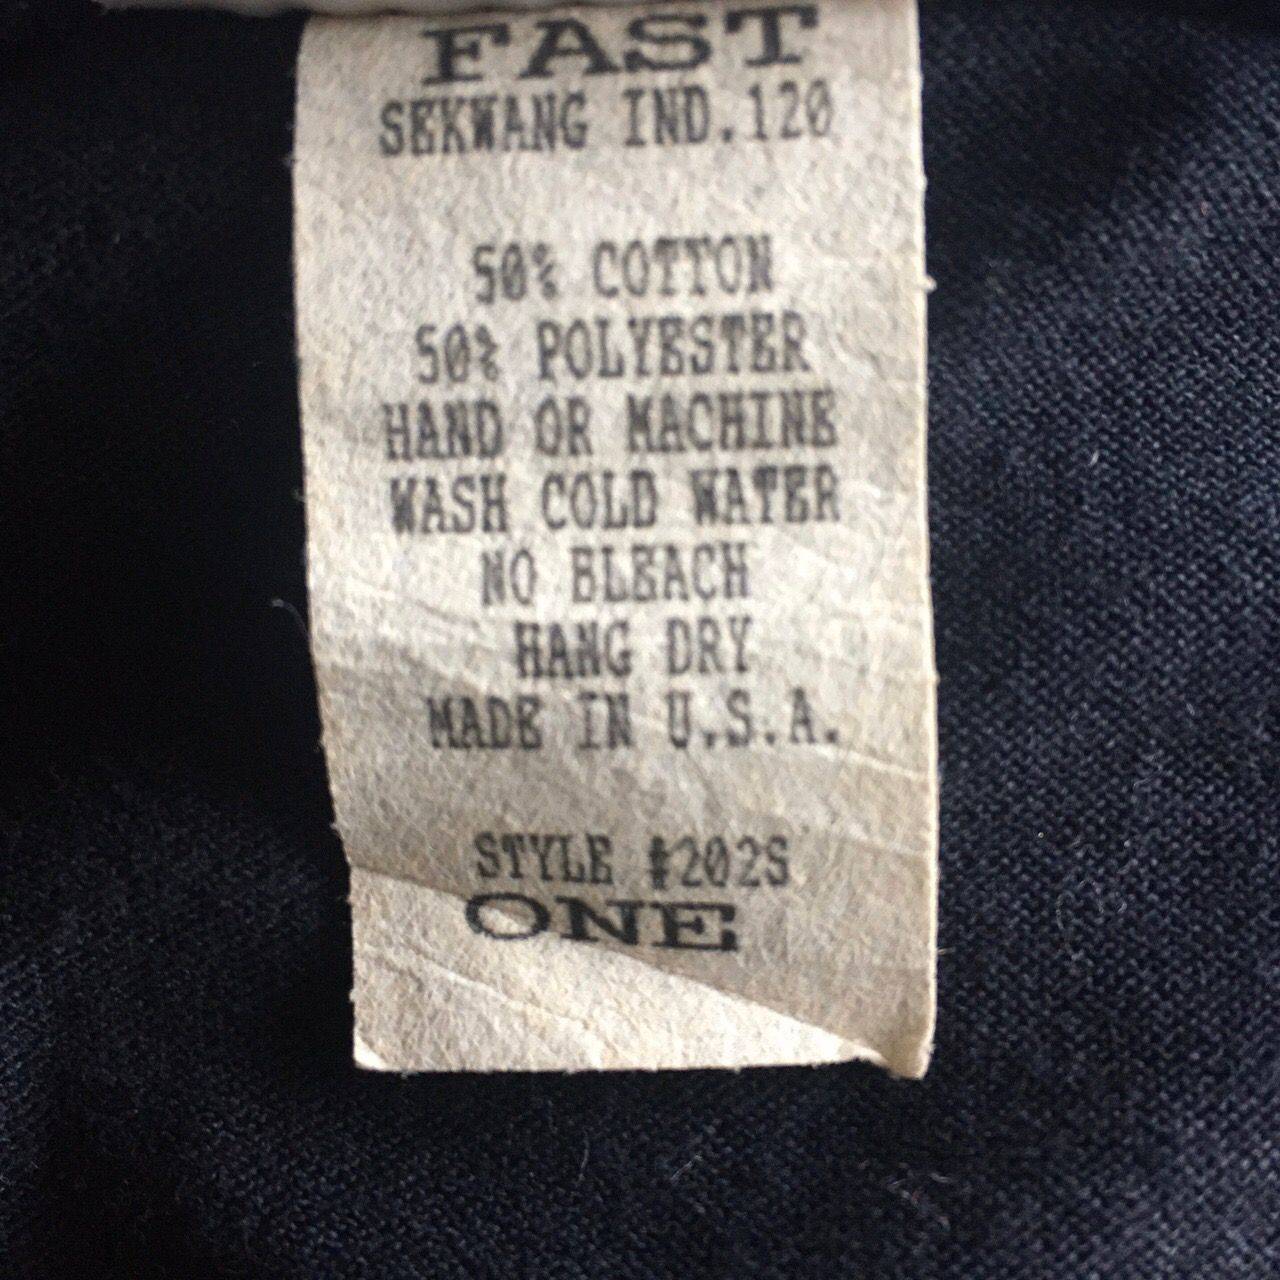 FAST
SEKWANG IND.120
50% COTTON
50% POLYESTER
HAND OR MACHINE
WASH COLD WATER
NO BLEACH
HANG DRY
MADE IN U.S.A.
STYLE #202S
ONE